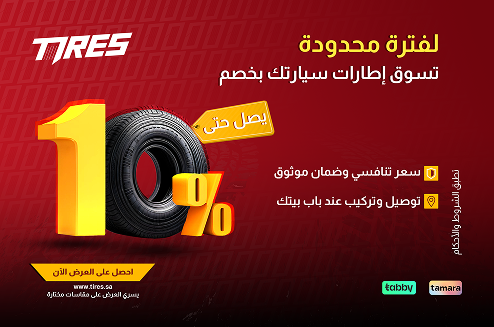 TIRES
لفترة محدودة
تسوق إطارات سيارتك بخصم
يصل حتى
10%
سعر تنافسي وضمان موثوق
توصيل وتركيب عند باب بيتك
تطبق الشروط والأحكام
احصل على العرض الآن
www.tires.sa
يسري العرض على مقاسات مختارة
tabby
tamara